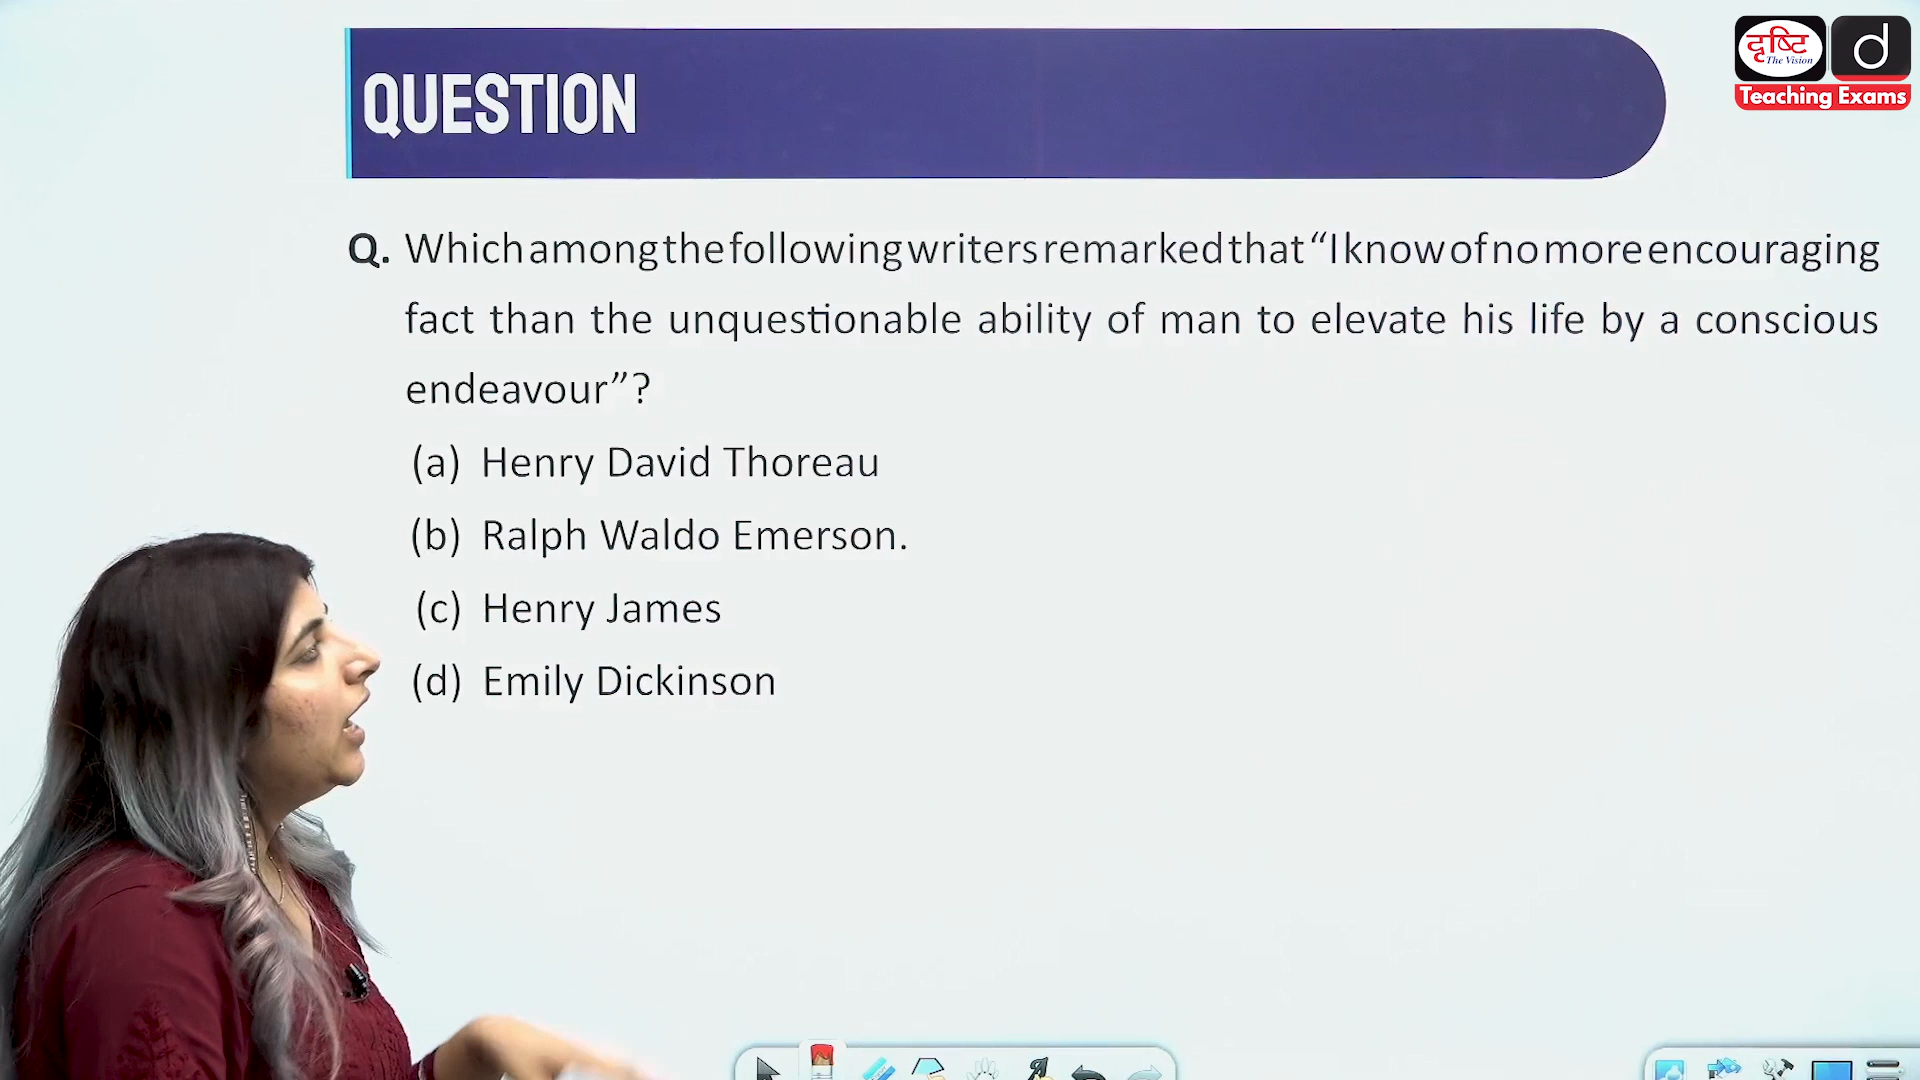 दृष्टि
The Vision
d
Teaching Exams
QUESTION
Q. Which among the following writers remarked that “I know of no more encouraging
fact than the unquestionable ability of man to elevate his life by a conscious
endeavour”?
(a) Henry David Thoreau
(b) Ralph Waldo Emerson.
(c) Henry James
(d) Emily Dickinson